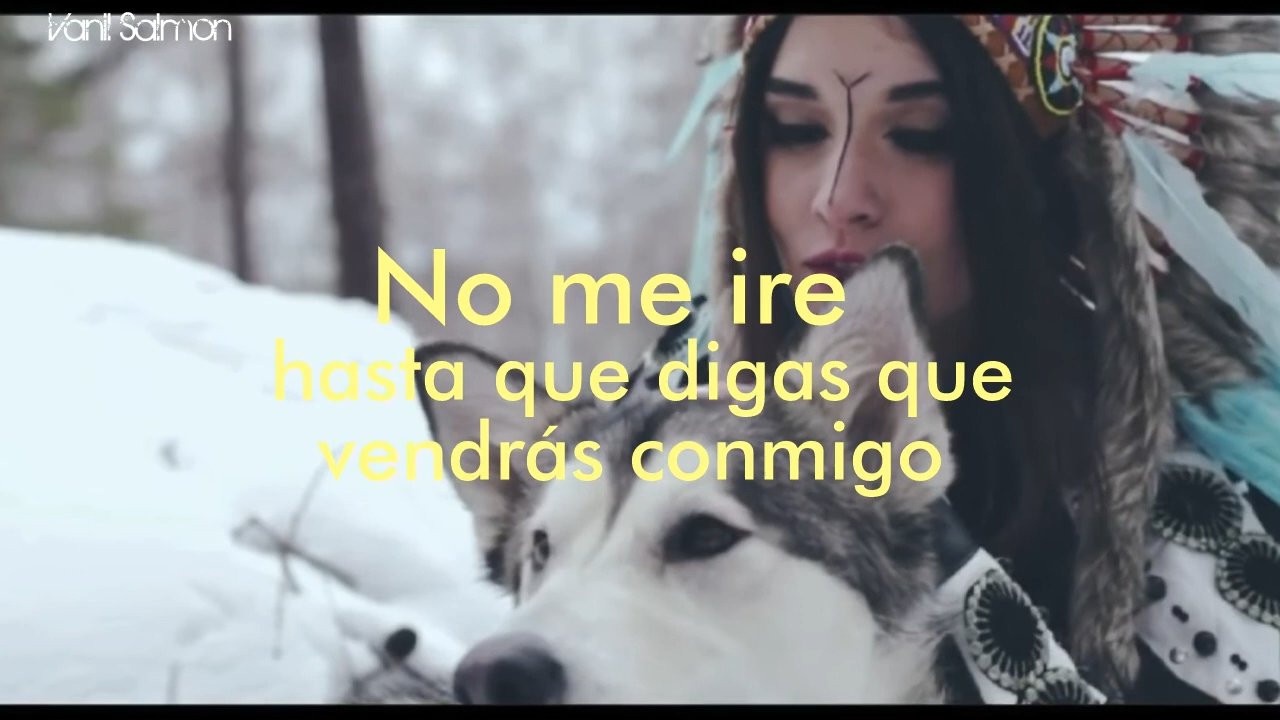 Vanil Salmon
No me ire
hasta que digas que
vendrás conmigo